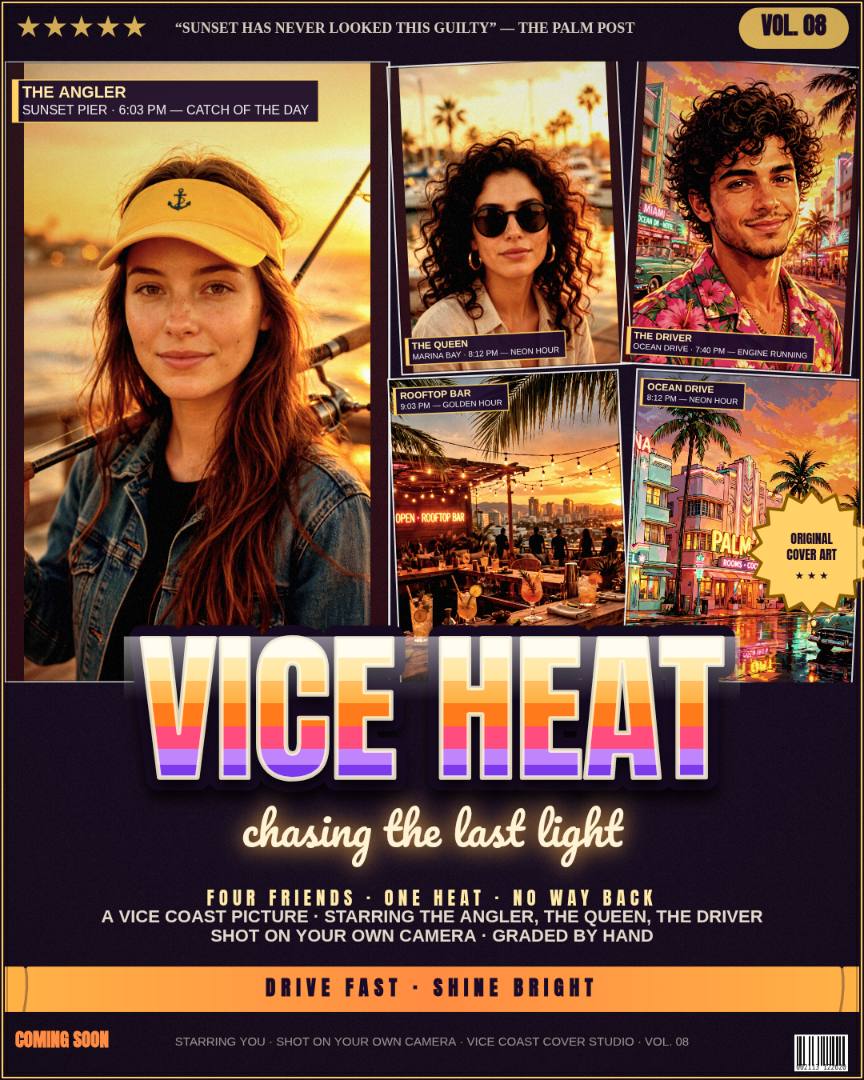 ★★★★★
“SUNSET HAS NEVER LOOKED THIS GUILTY” — THE PALM POST
VOL. 08
THE ANGLER
SUNSET PIER · 6:03 PM — CATCH OF THE DAY
THE QUEEN
MARINA BAY · 8:12 PM — NEON HOUR
MIAMI
OCEAN DR · HOTEL
THE DRIVER
OCEAN DRIVE · 7:40 PM — ENGINE RUNNING
ROOFTOP BAR
9:03 PM — GOLDEN HOUR
OPEN · ROOFTOP BAR
OCEAN DRIVE
8:12 PM — NEON HOUR
PALM
ORIGINAL
COVER ART
★ ★ ★
VICE HEAT
chasing the last light
FOUR FRIENDS · ONE HEAT · NO WAY BACK
A VICE COAST PICTURE · STARRING THE ANGLER, THE QUEEN, THE DRIVER
SHOT ON YOUR OWN CAMERA · GRADED BY HAND
DRIVE FAST · SHINE BRIGHT
COMING SOON
STARRING YOU · SHOT ON YOUR OWN CAMERA · VICE COAST COVER STUDIO · VOL. 08